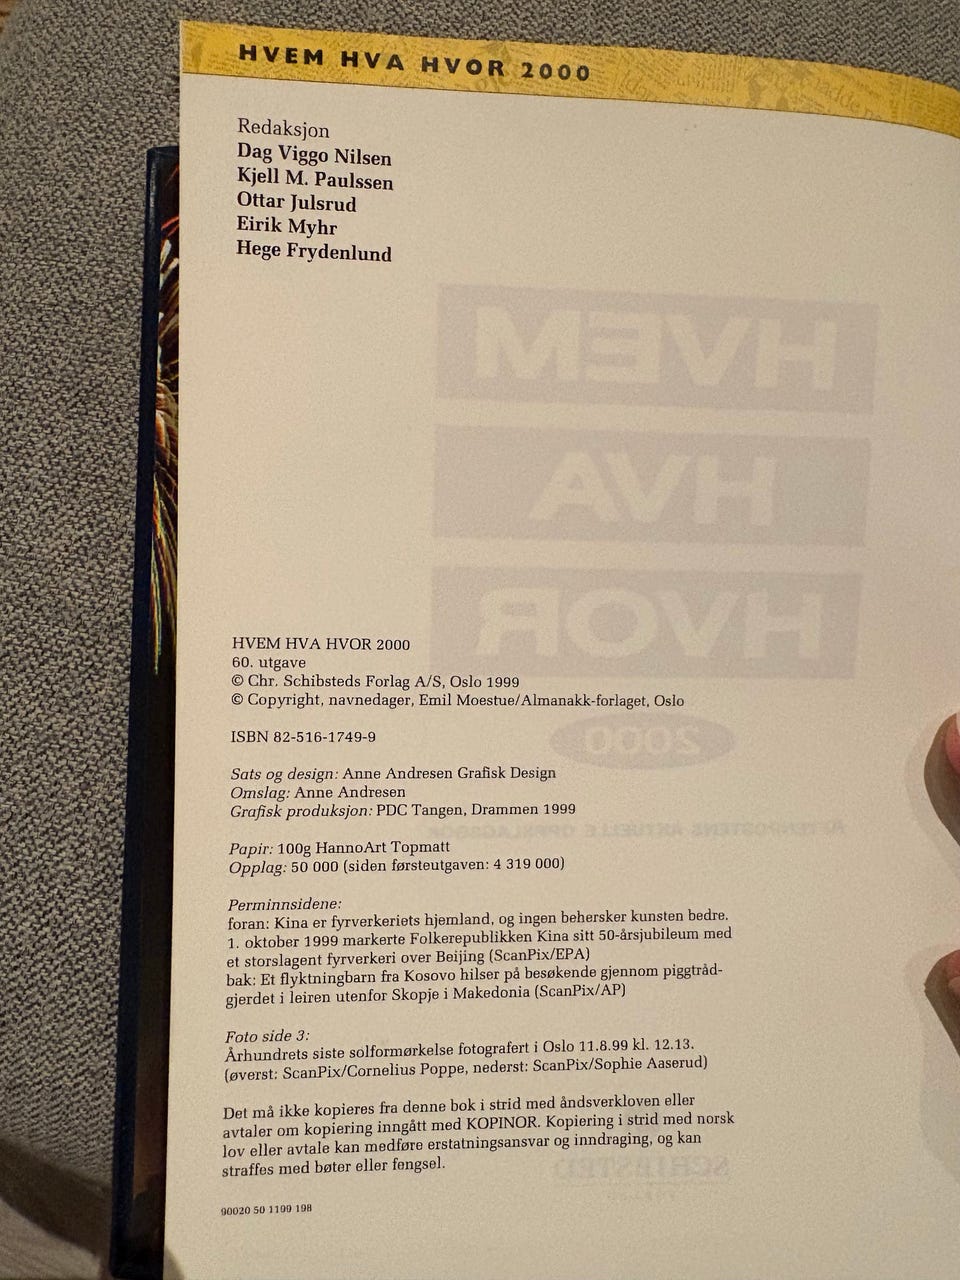 HVEM HVA HVOR 2000
Redaksjon
Dag Viggo Nilsen
Kjell M. Paulssen
Ottar Julsrud
Eirik Myhr
Hege Frydenlund
HVEM
HVA
HVOR
2000
HVEM HVA HVOR 2000
60. utgave
© Chr. Schibsteds Forlag A/S, Oslo 1999
© Copyright, navnedager, Emil Moestue/Almanakk-forlaget, Oslo
ISBN 82-516-1749-9
Sats og design: Anne Andresen Grafisk Design
Omslag: Anne Andresen
Grafisk produksjon: PDC Tangen, Drammen 1999
AFTENPOSTENS AKTUELLE OPPSLAGSBOK
Papir: 100g HannoArt Topmatt
Opplag: 50 000 (siden førsteutgaven: 4 319 000)
Perminnsidene:
foran: Kina er fyrverkeriets hjemland, og ingen behersker kunsten bedre.
1. oktober 1999 markerte Folkerepublikken Kina sitt 50-årsjubileum med
et storslagent fyrverkeri over Beijing (ScanPix/EPA)
bak: Et flyktningbarn fra Kosovo hilser på besøkende gjennom piggtråd-
gjerdet i leiren utenfor Skopje i Makedonia (ScanPix/AP)
Foto side 3:
Århundrets siste solformørkelse fotografert i Oslo 11.8.99 kl. 12.13.
(øverst: ScanPix/Cornelius Poppe, nederst: ScanPix/Sophie Aaserud)
Det må ikke kopieres fra denne bok i strid med åndsverkloven eller
avtaler om kopiering inngått med KOPINOR. Kopiering i strid med norsk
lov eller avtale kan medføre erstatningsansvar og inndraging, og kan
straffes med bøter eller fengsel.
SCHIBSTED
90020 50 1199 198